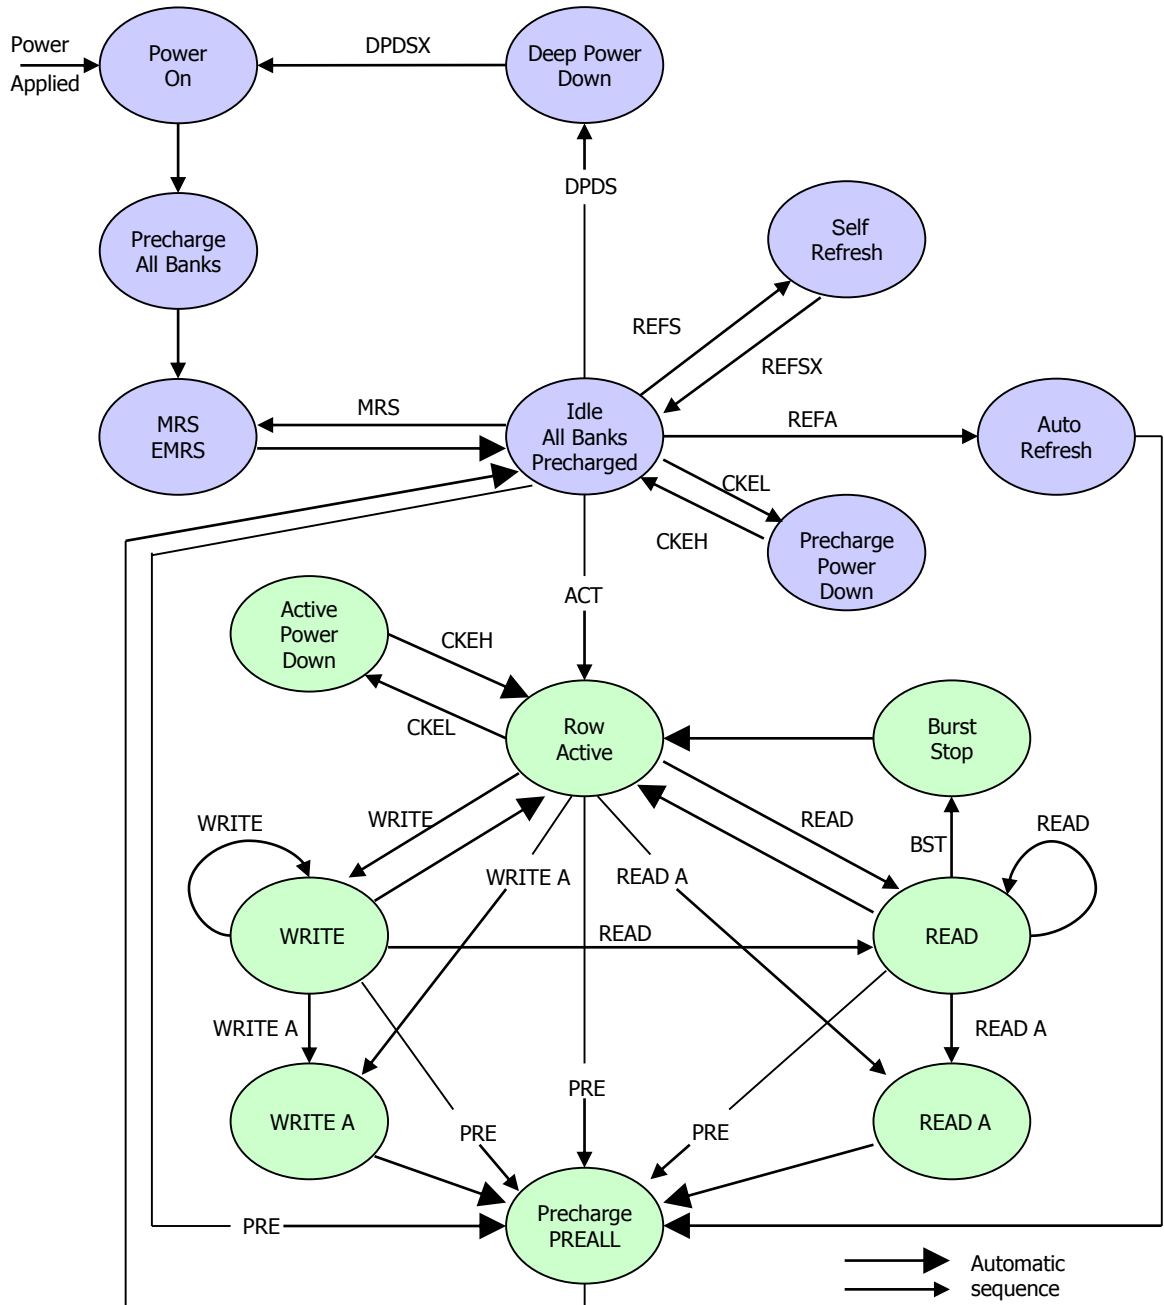 Power
Applied
Power
On
DPDSX
Deep Power
Down
DPDS
Precharge
All Banks
Self
Refresh
REFS
REFSX
MRS
EMRS
MRS
Idle
All Banks
Precharged
REFA
Auto
Refresh
CKEL
CKEH
Precharge
Power
Down
ACT
Active
Power
Down
CKEH
CKEL
Row
Active
Burst
Stop
WRITE
WRITE
READ
BST
READ
WRITE A
READ A
WRITE
READ
READ
WRITE A
READ A
WRITE A
PRE
PRE
PRE
READ A
PRE
Precharge
PREALL
Automatic
sequence